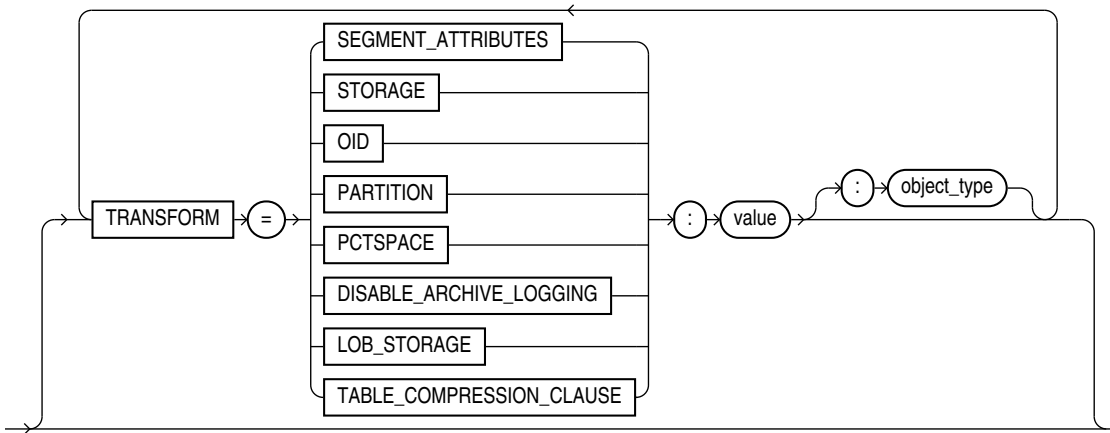 SEGMENT_ATTRIBUTES
STORAGE
OID
PARTITION
: object_type
TRANSFORM = : value
PCTSPACE
DISABLE_ARCHIVE_LOGGING
LOB_STORAGE
TABLE_COMPRESSION_CLAUSE